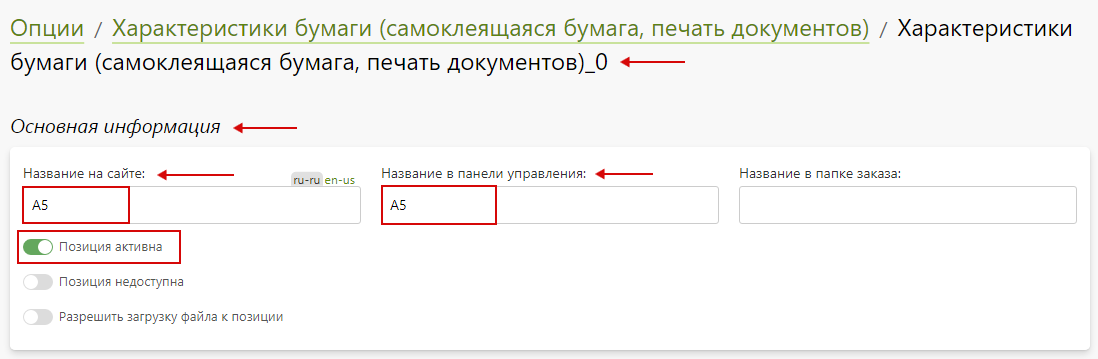 Опции / Характеристики бумаги (самоклеящаяся бумага, печать документов) / Характеристики
бумаги (самоклеящаяся бумага, печать документов)_0
Основная информация
Название на сайте: ru-ru en-us Название в панели управления: Название в папке заказа:
A5 A5
Позиция активна
Позиция недоступна
Разрешить загрузку файла к позиции